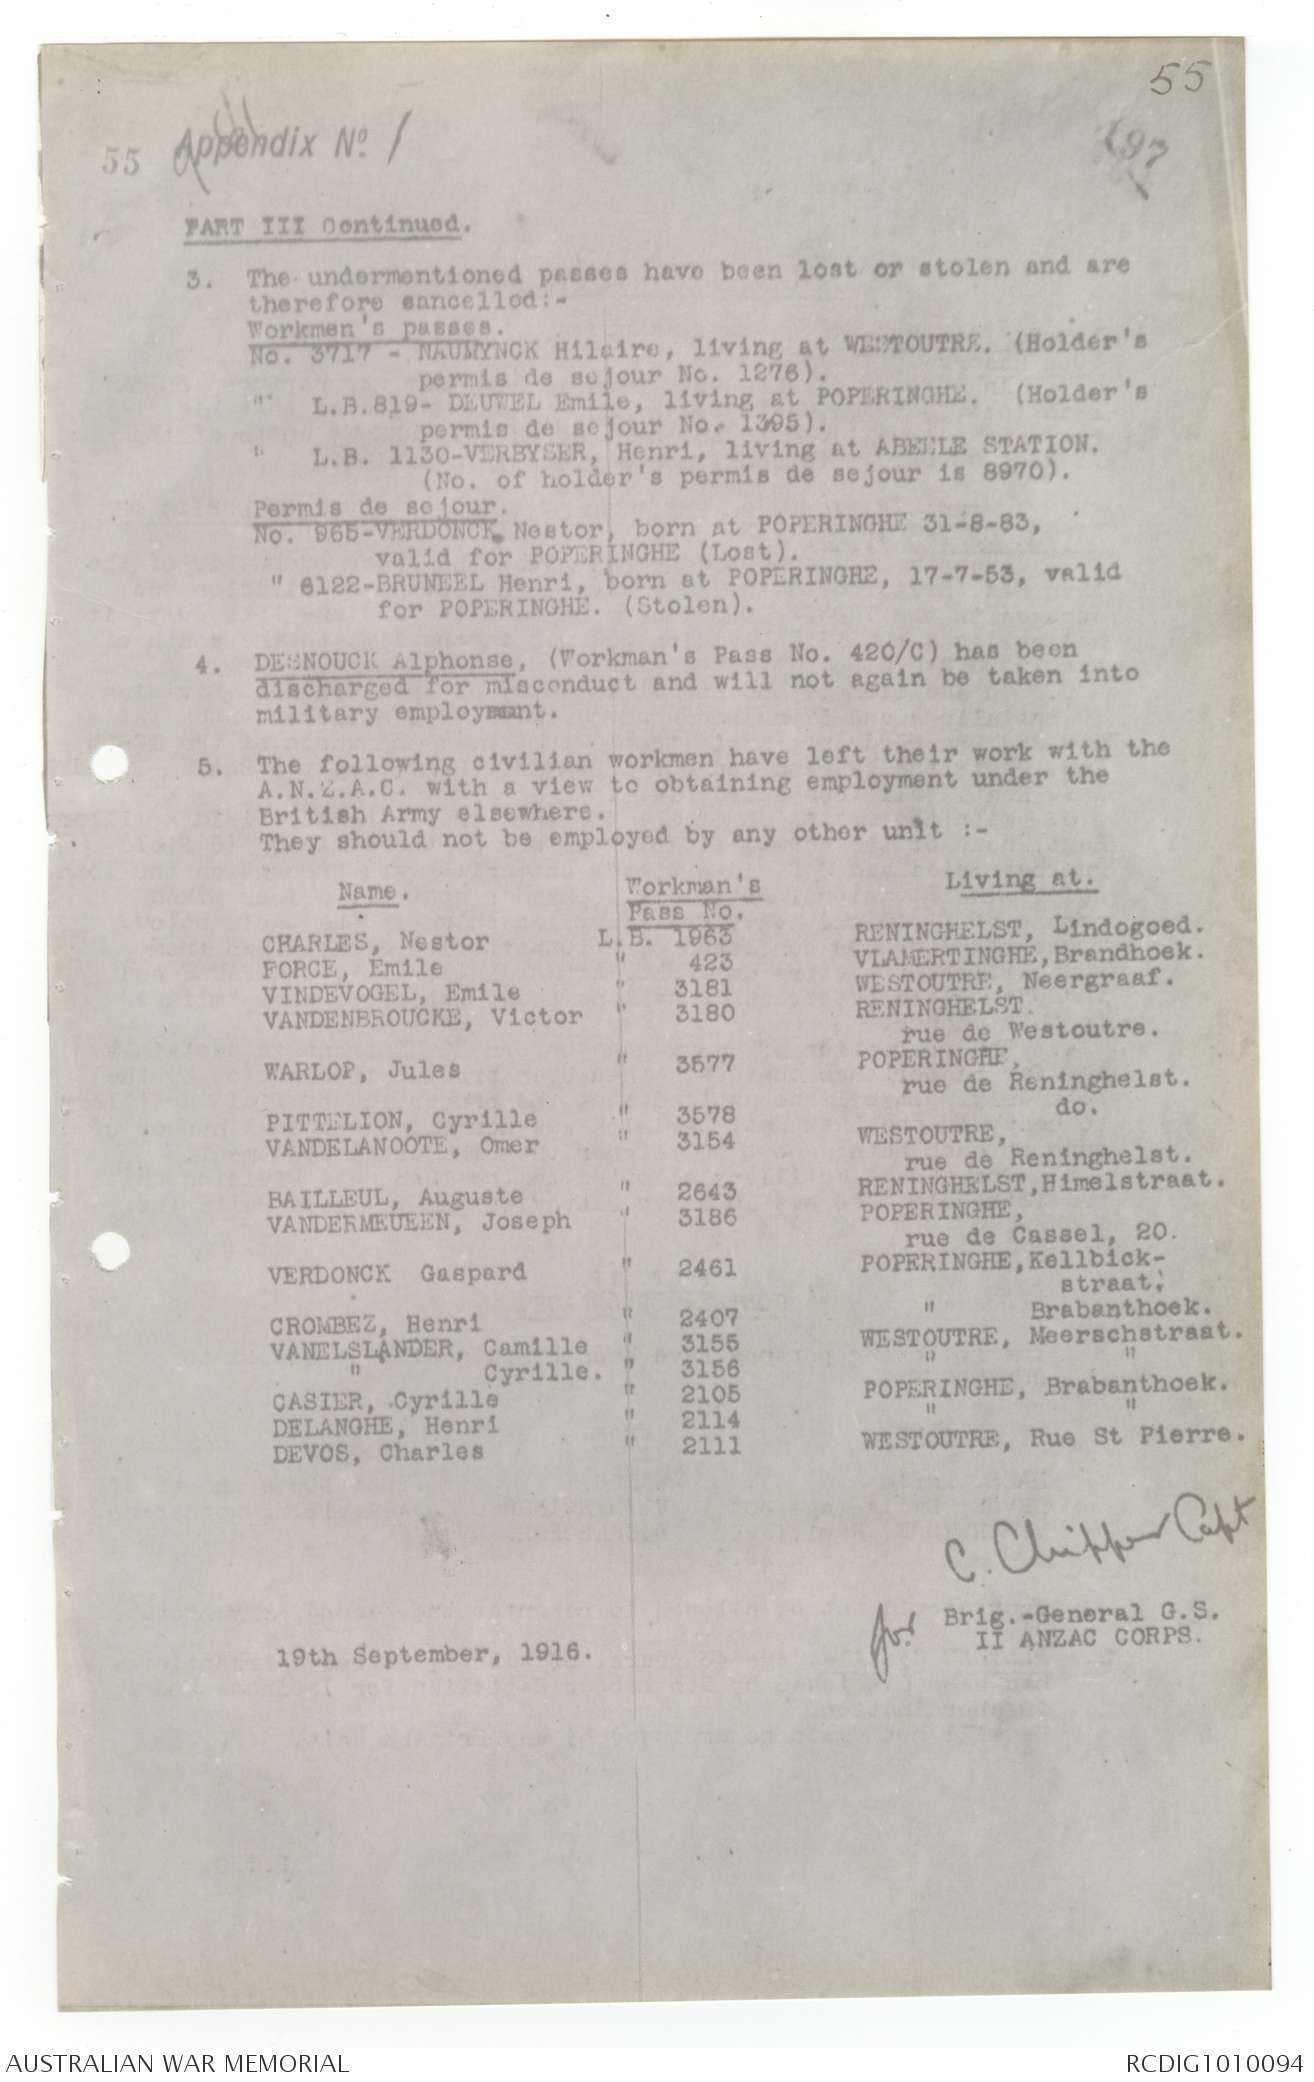 55
55 Appendix Nº 1
197
PART III Continued.
3. The undermentioned passes have been lost or stolen and are
therefore cancelled:-
Workmen's passes.
No. 3717 - NAUMYNCK Hilaire, living at WESTOUTRE. (Holder's
permis de sejour No. 1276).
" L.B.819- DEUWEL Emile, living at POPERINGHE. (Holder's
permis de sejour No. 1395).
" L.B. 1130-VERBYSER, Henri, living at ABEELE STATION.
(No. of holder's permis de sejour is 8970).
Permis de sejour.
No. 965-VERDONCK, Nestor, born at POPERINGHE 31-8-83,
valid for POPERINGHE (Lost).
" 6122-BRUNEEL Henri, born at POPERINGHE, 17-7-53, valid
for POPERINGHE. (Stolen).
4. DESNOUCK Alphonse, (Workman's Pass No. 420/C) has been
discharged for misconduct and will not again be taken into
military employment.
5. The following civilian workmen have left their work with the
A.N.Z.A.C. with a view to obtaining employment under the
British Army elsewhere.
They should not be employed by any other unit :-
Name. Workman's Living at.
Pass No.
CHARLES, Nestor L.B. 1963 RENINGHELST, Lindogoed.
FORCE, Emile " 423 VLAMERTINGHE, Brandhoek.
VINDEVOGEL, Emile " 3181 WESTOUTRE, Neergraaf.
VANDENBROUCKE, Victor " 3180 RENINGHELST.
rue de Westoutre.
WARLOP, Jules " 3577 POPERINGHE,
rue de Reninghelst.
PITTELION, Cyrille " 3578 do.
VANDELANOOTE, Omer " 3154 WESTOUTRE,
rue de Reninghelst.
BAILLEUL, Auguste " 2643 RENINGHELST, Himelstraat.
VANDERMEUEEN, Joseph " 3186 POPERINGHE,
rue de Cassel, 20.
VERDONCK Gaspard " 2461 POPERINGHE, Kellbick-
straat.
CROMBEZ, Henri " 2407 " Brabanthoek.
VANELSLANDER, Camille " 3155 WESTOUTRE, Meerschstraat.
" Cyrille. " 3156 " "
CASIER, Cyrille " 2105 POPERINGHE, Brabanthoek.
DELANGHE, Henri " 2114 " "
DEVOS, Charles " 2111 WESTOUTRE, Rue St Pierre.
C. Chipper Capt
for Brig.-General G.S.
II ANZAC CORPS.
19th September, 1916.
AUSTRALIAN WAR MEMORIAL RCDIG1010094